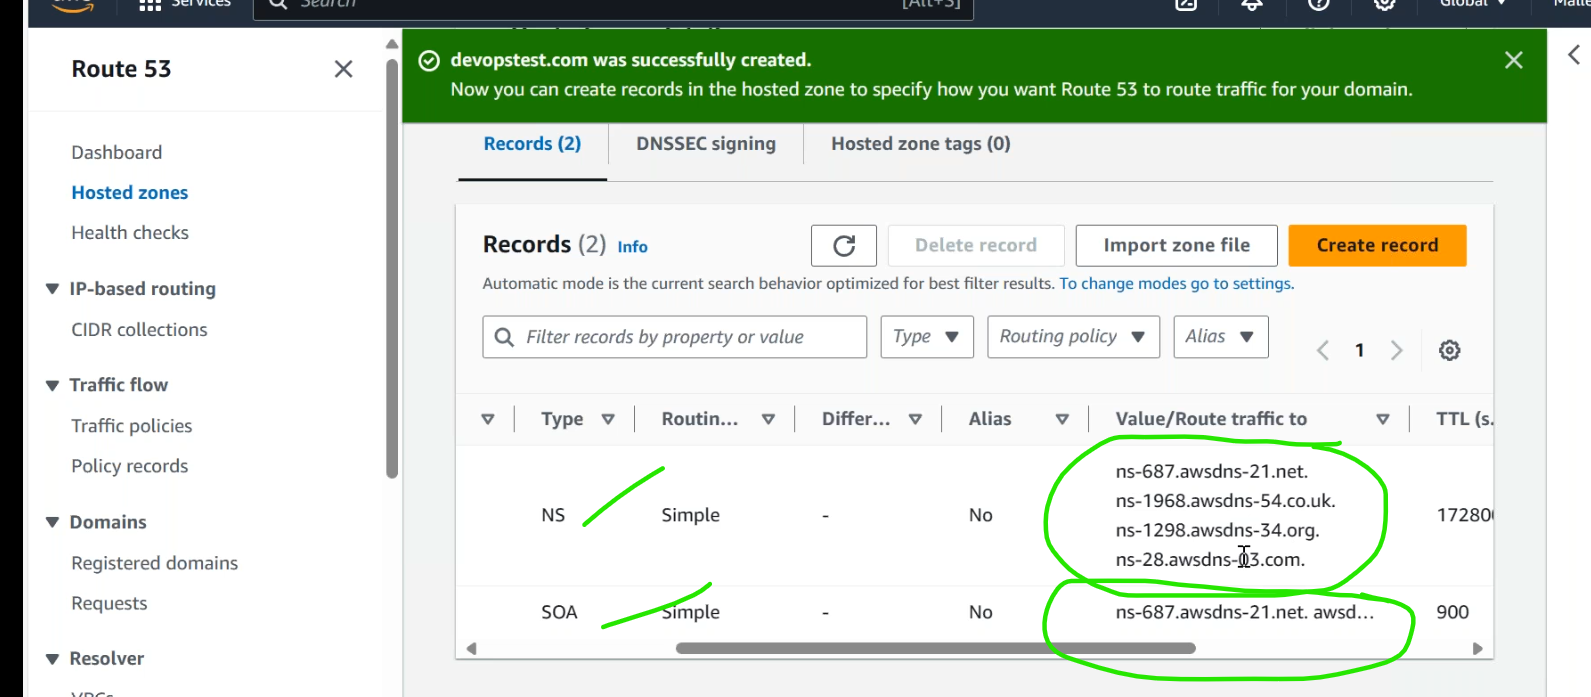 aws Services Search [Alt+S] Global
Route 53
Dashboard
Hosted zones
Health checks
IP-based routing
CIDR collections
Traffic flow
Traffic policies
Policy records
Domains
Registered domains
Requests
Resolver
VPCs
devopstest.com was successfully created.
Now you can create records in the hosted zone to specify how you want Route 53 to route traffic for your domain.
Records (2) DNSSEC signing Hosted zone tags (0)
Records (2) Info Delete record Import zone file Create record
Automatic mode is the current search behavior optimized for best filter results. To change modes go to settings.
Filter records by property or value Type Routing policy Alias 1
Type Routin... Differ... Alias Value/Route traffic to TTL (s.
ns-687.awsdns-21.net.
ns-1968.awsdns-54.co.uk.
NS Simple - No 17280
ns-1298.awsdns-34.org.
ns-28.awsdns-03.com.
SOA Simple - No ns-687.awsdns-21.net. awsd... 900